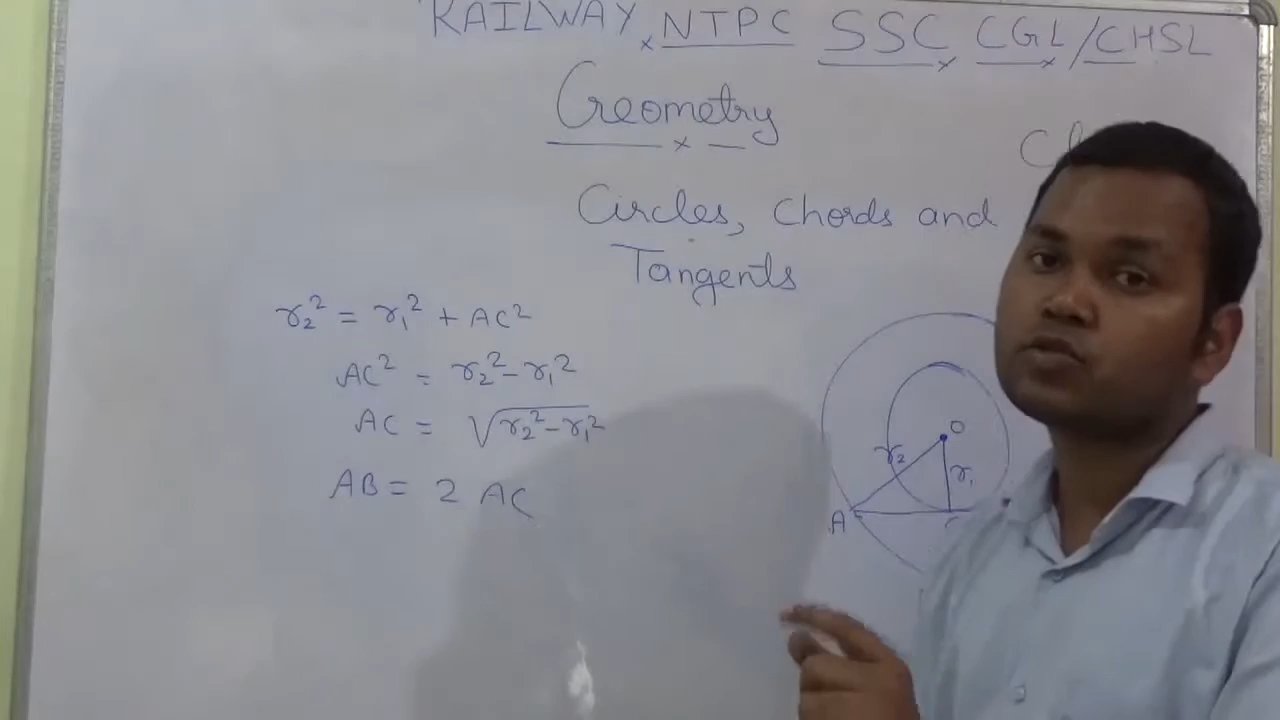 RAILWAY NTPC SSC CGL/CHSL
Geometry
Circles, Chords and
Tangents
r₂² = r₁² + AC²
AC² = r₂² - r₁²
AC = √(r₂² - r₁²)
AB = 2 AC
O
r₂
r₁
A
C